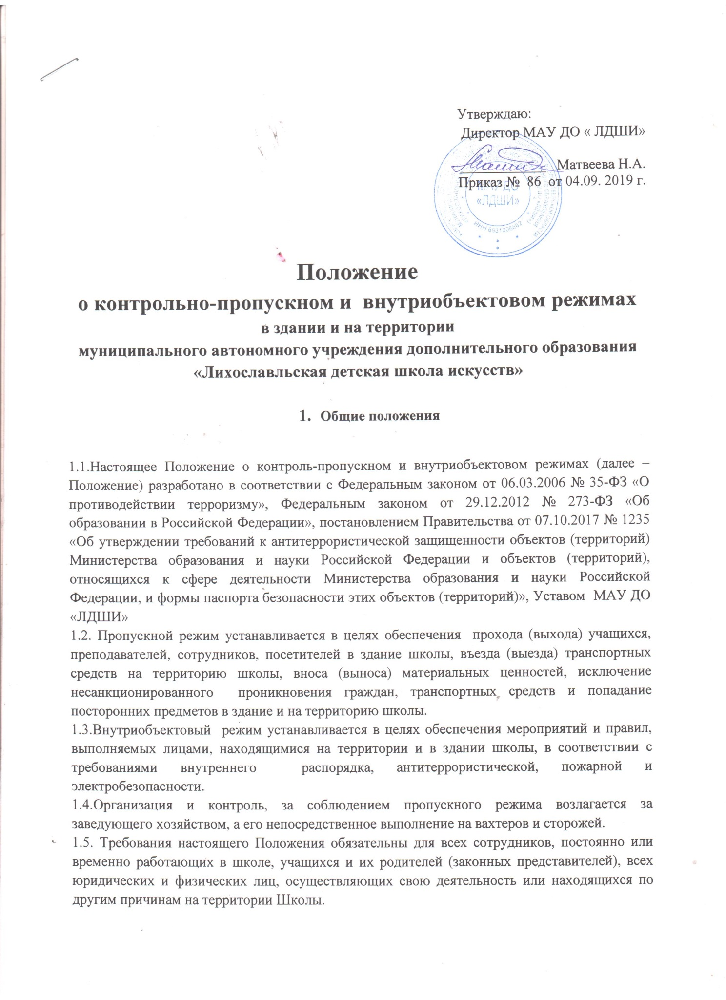 Утверждаю:
Директор МАУ ДО « ЛДШИ»
Матвеева Н.А.
Приказ № 86 от 04.09. 2019 г.
МАУ ДО
«ЛДШИ»
ИНН 6931006662
Положение
о контрольно-пропускном и внутриобъектовом режимах
в здании и на территории
муниципального автономного учреждения дополнительного образования
«Лихославльская детская школа искусств»
1. Общие положения
1.1.Настоящее Положение о контроль-пропускном и внутриобъектовом режимах (далее –
Положение) разработано в соответствии с Федеральным законом от 06.03.2006 № 35-ФЗ «О
противодействии терроризму», Федеральным законом от 29.12.2012 № 273-ФЗ «Об
образовании в Российской Федерации», постановлением Правительства от 07.10.2017 № 1235
«Об утверждении требований к антитеррористической защищенности объектов (территорий)
Министерства образования и науки Российской Федерации и объектов (территорий),
относящихся к сфере деятельности Министерства образования и науки Российской
Федерации, и формы паспорта безопасности этих объектов (территорий)», Уставом МАУ ДО
«ЛДШИ»
1.2. Пропускной режим устанавливается в целях обеспечения прохода (выхода) учащихся,
преподавателей, сотрудников, посетителей в здание школы, въезда (выезда) транспортных
средств на территорию школы, вноса (выноса) материальных ценностей, исключение
несанкционированного проникновения граждан, транспортных средств и попадание
посторонних предметов в здание и на территорию школы.
1.3.Внутриобъектовый режим устанавливается в целях обеспечения мероприятий и правил,
выполняемых лицами, находящимися на территории и в здании школы, в соответствии с
требованиями внутреннего распорядка, антитеррористической, пожарной и
электробезопасности.
1.4.Организация и контроль, за соблюдением пропускного режима возлагается за
заведующего хозяйством, а его непосредственное выполнение на вахтеров и сторожей.
1.5. Требования настоящего Положения обязательны для всех сотрудников, постоянно или
временно работающих в школе, учащихся и их родителей (законных представителей), всех
юридических и физических лиц, осуществляющих свою деятельность или находящихся по
другим причинам на территории Школы.